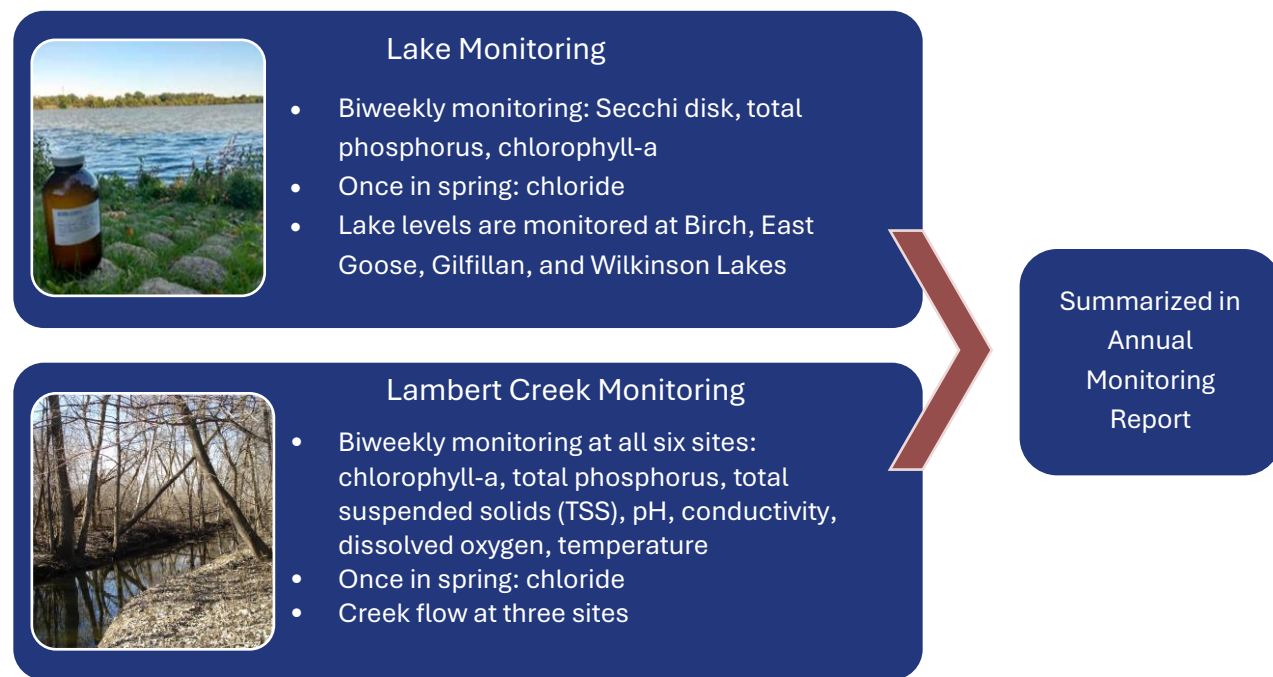 Lake Monitoring
• Biweekly monitoring: Secchi disk, total
phosphorus, chlorophyll-a
• Once in spring: chloride
• Lake levels are monitored at Birch, East
Goose, Gilfillan, and Wilkinson Lakes
Lambert Creek Monitoring
• Biweekly monitoring at all six sites:
chlorophyll-a, total phosphorus, total
suspended solids (TSS), pH, conductivity,
dissolved oxygen, temperature
• Once in spring: chloride
• Creek flow at three sites
Summarized in
Annual
Monitoring
Report